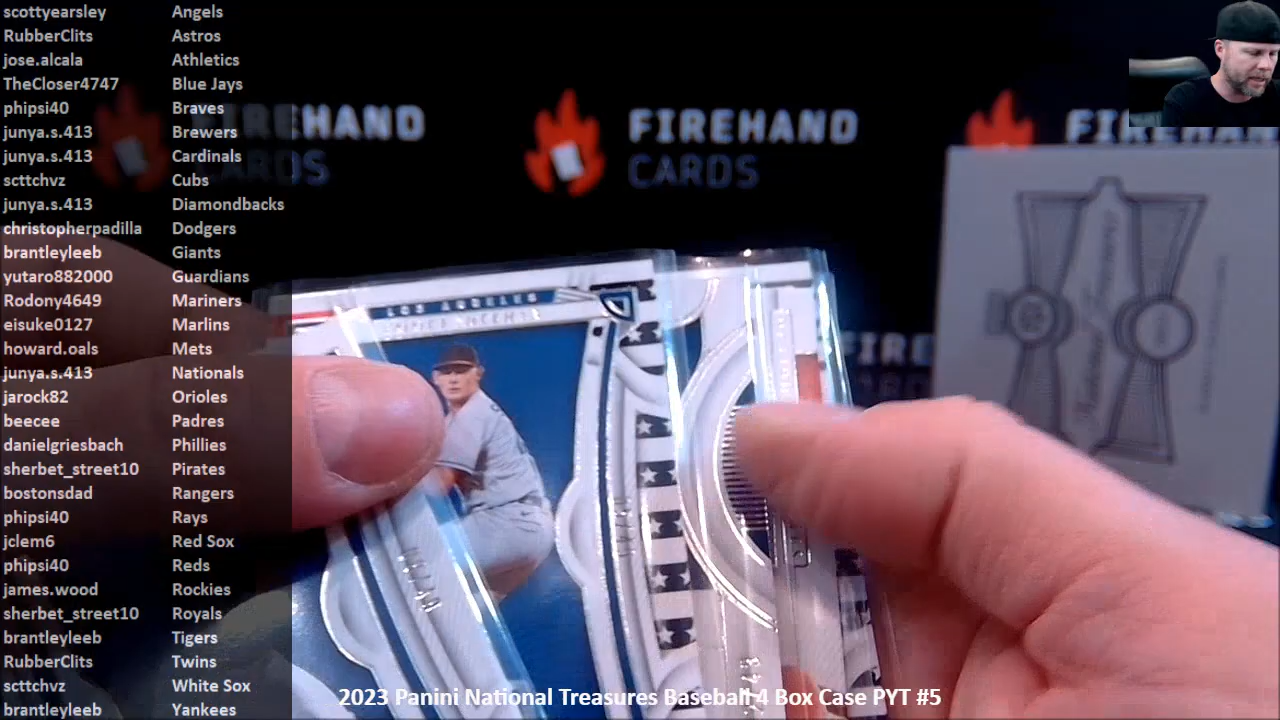 scottyearsley Angels
RubberClits Astros
jose.alcala Athletics
TheCloser4747 Blue Jays
phipsi40 Braves
junya.s.413 Brewers
junya.s.413 Cardinals
scttchvz Cubs
junya.s.413 Diamondbacks
christopherpadilla Dodgers
brantleyleeb Giants
yutaro882000 Guardians
Rodony4649 Mariners
eisuke0127 Marlins
howard.oals Mets
junya.s.413 Nationals
jarock82 Orioles
beecee Padres
danielgriesbach Phillies
sherbet_street10 Pirates
bostonsdad Rangers
phipsi40 Rays
jclem6 Red Sox
phipsi40 Reds
james.wood Rockies
sherbet_street10 Royals
brantleyleeb Tigers
RubberClits Twins
scttchvz White Sox
brantleyleeb Yankees
FIREHAND
CARDS
FIREHAND
CARDS
FIREHAND
LOS ANGELES
2023 Panini National Treasures Baseball 4 Box Case PYT #5